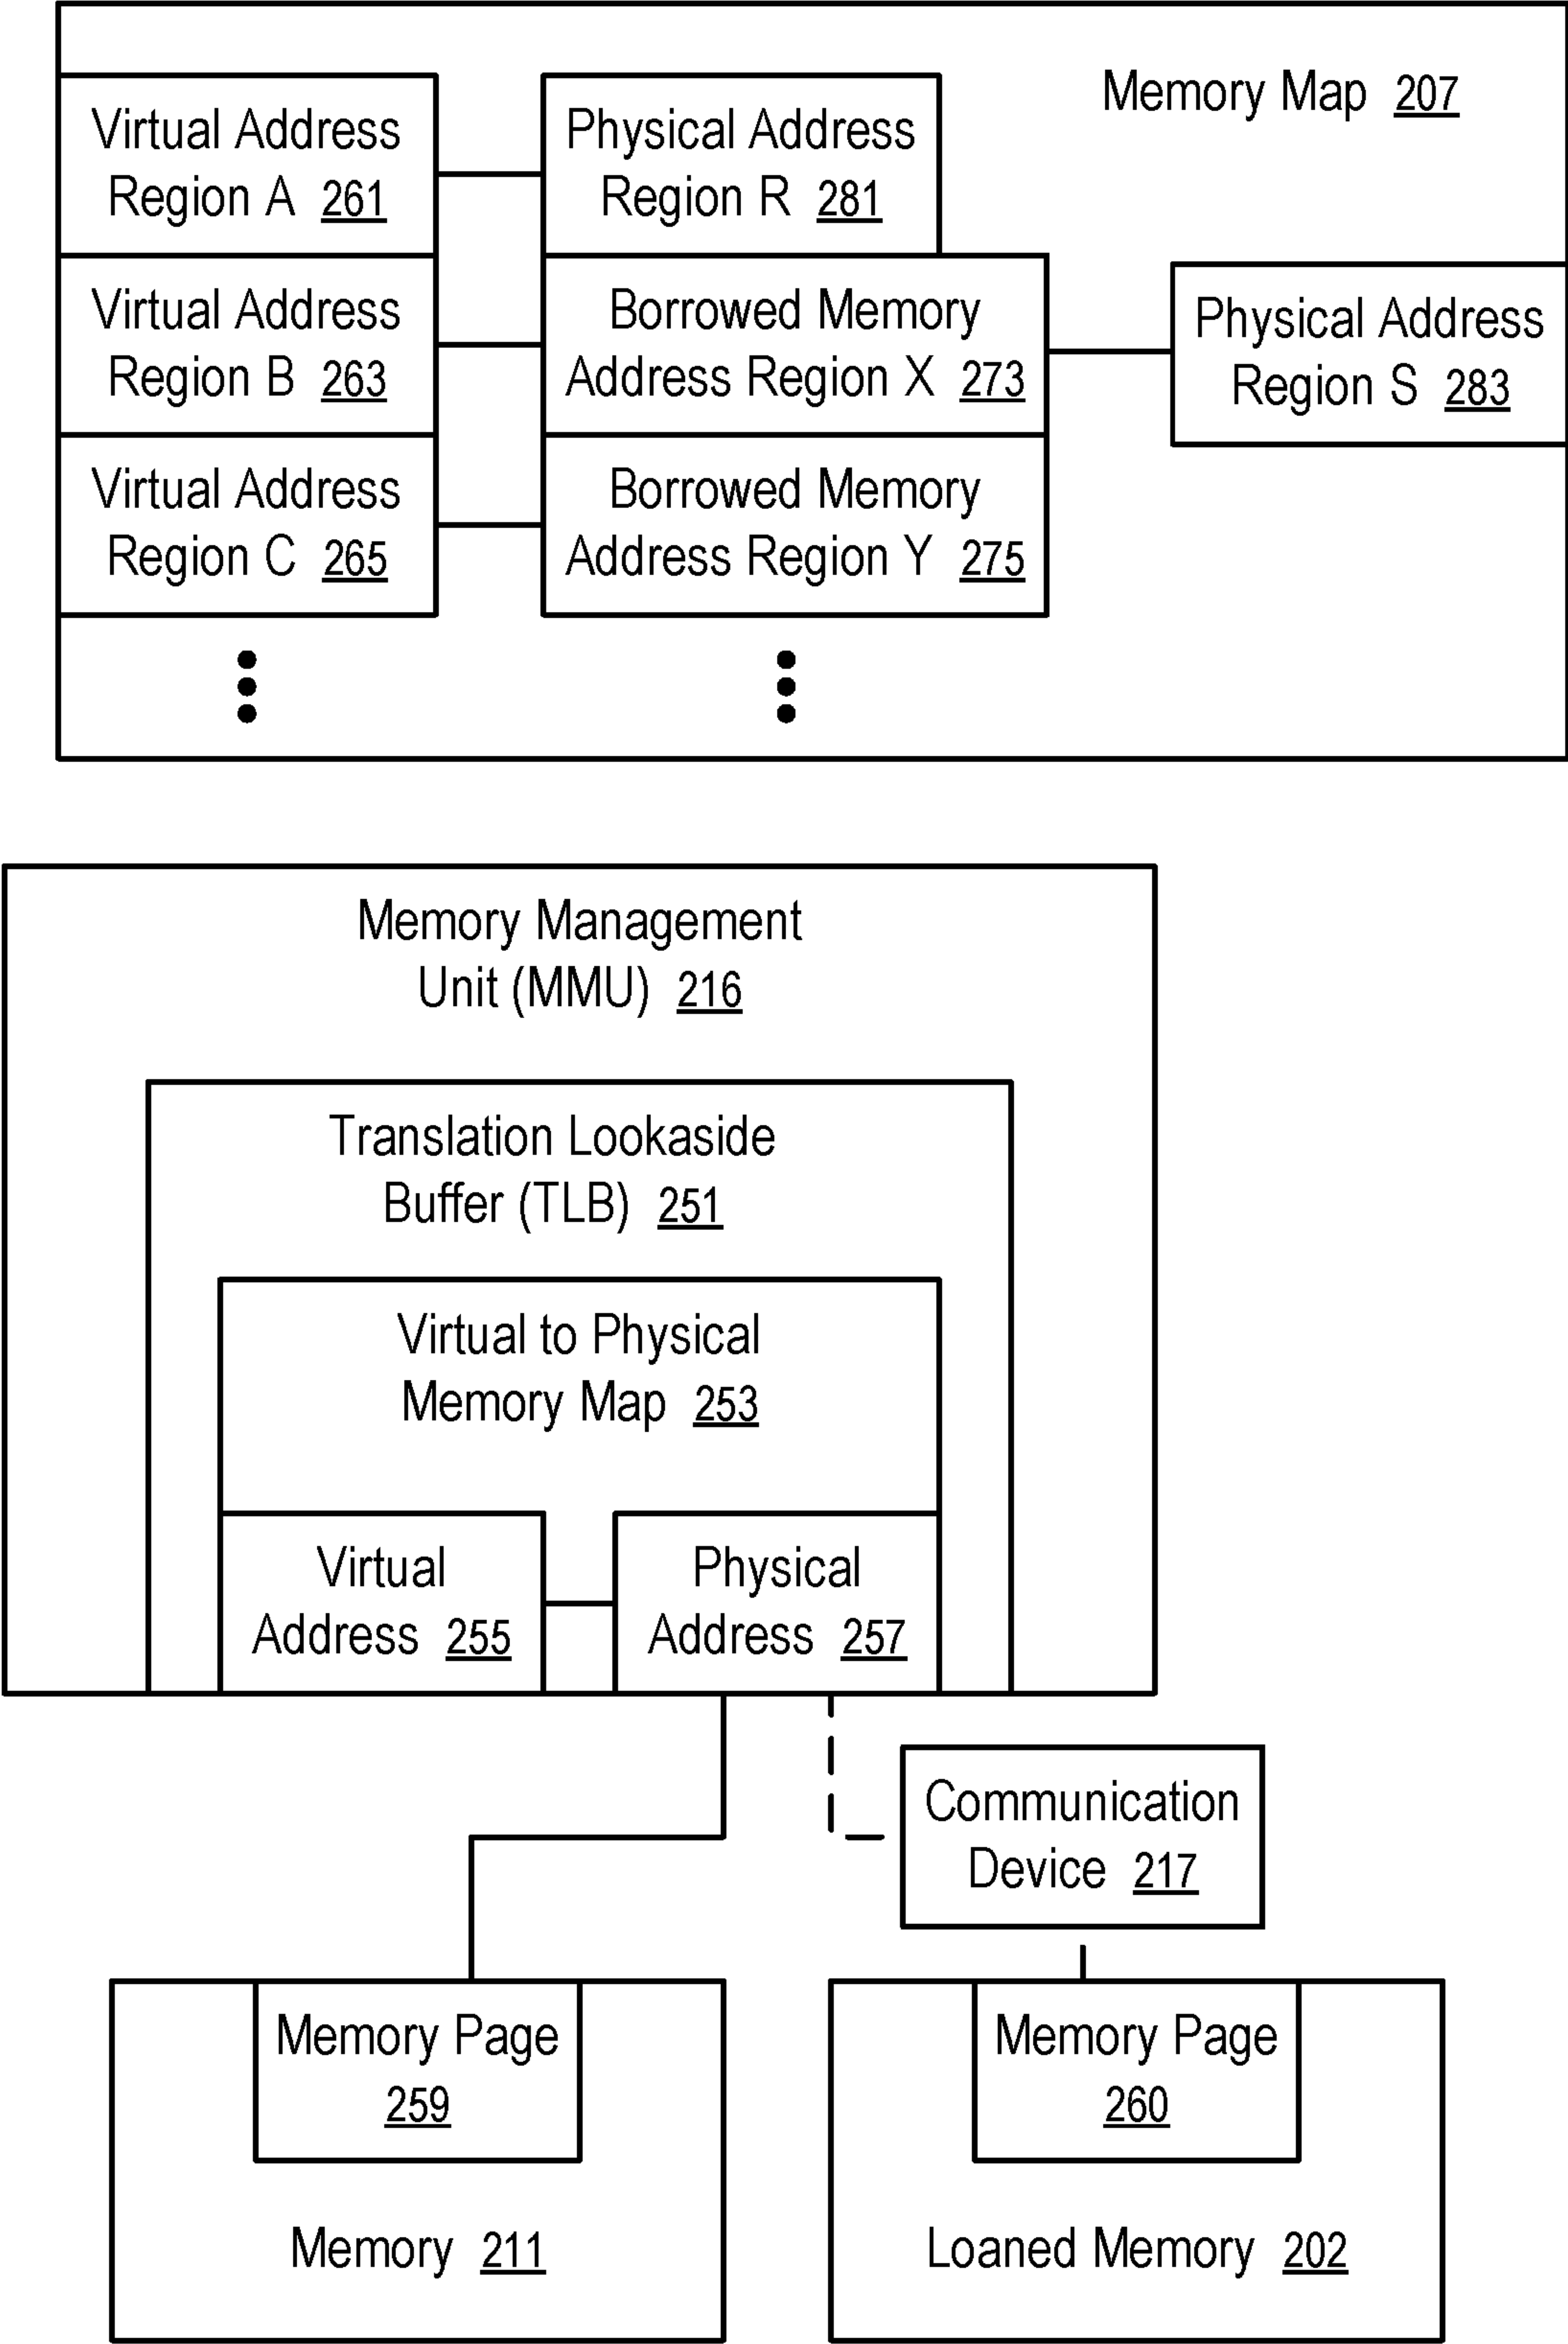 Memory Map 207
Virtual Address
Region A 261
Physical Address
Region R 281
Virtual Address
Region B 263
Borrowed Memory
Address Region X 273
Physical Address
Region S 283
Virtual Address
Region C 265
Borrowed Memory
Address Region Y 275
Memory Management
Unit (MMU) 216
Translation Lookaside
Buffer (TLB) 251
Virtual to Physical
Memory Map 253
Virtual
Address 255
Physical
Address 257
Communication
Device 217
Memory Page
259
Memory 211
Memory Page
260
Loaned Memory 202